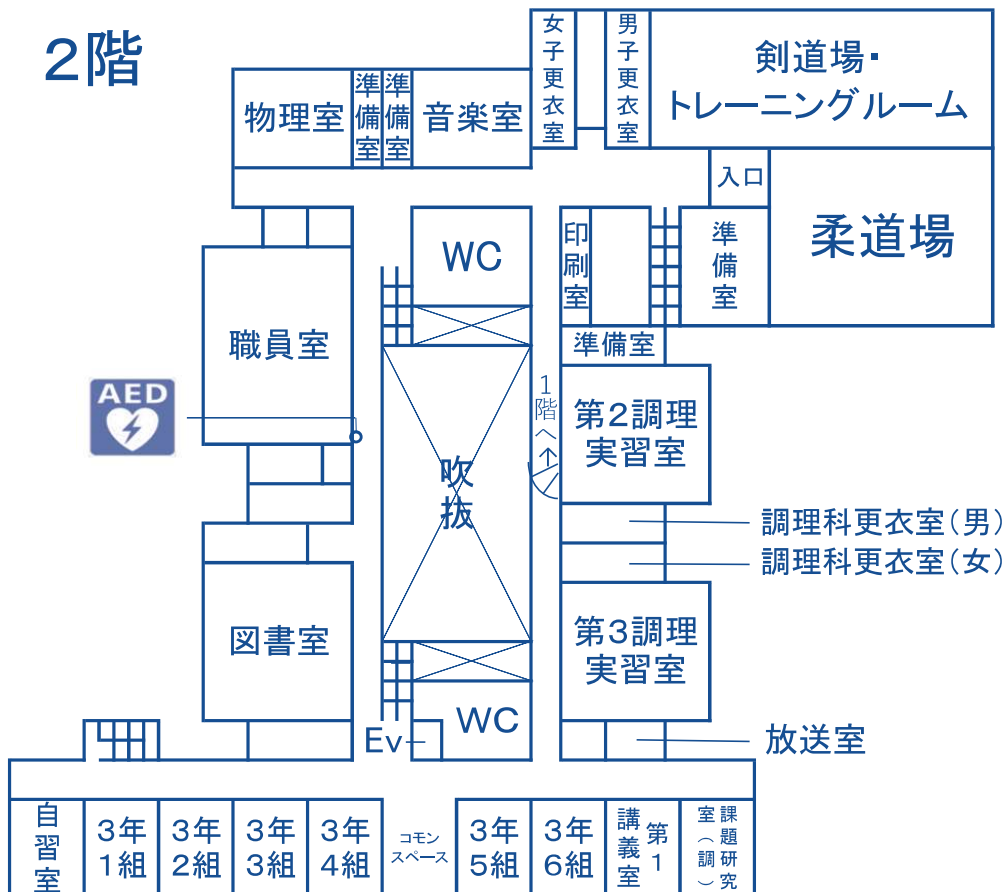 2階
女子更衣室
男子更衣室
剣道場・
トレーニングルーム
物理室
準備室
準備室
音楽室
入口
柔道場
WC
印刷室
準備室
職員室
準備室
AED
1階へ↑
第2調理
実習室
吹抜
調理科更衣室(男)
調理科更衣室(女)
図書室
第3調理
実習室
WC
Ev
放送室
自習室
3年
1組
3年
2組
3年
3組
3年
4組
コモン
スペース
3年
5組
3年
6組
第1
講義室
課題研究
室(調)